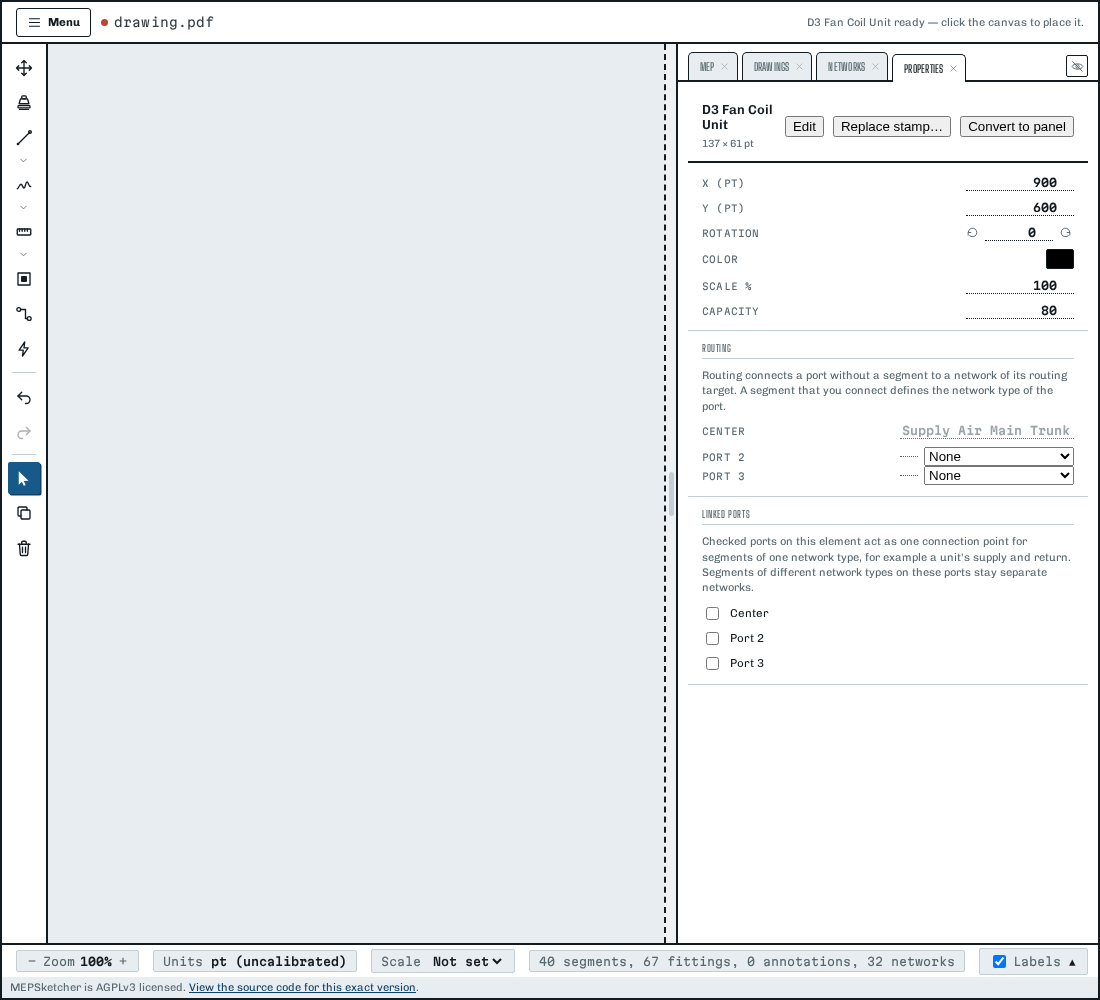 Menu
drawing.pdf
D3 Fan Coil Unit ready — click the canvas to place it.
MEP
DRAWINGS
NETWORKS
PROPERTIES
D3 Fan Coil
Unit
137 × 61 pt
Edit
Replace stamp…
Convert to panel
X (PT)
900
Y (PT)
600
ROTATION
0
COLOR
SCALE %
100
CAPACITY
80
ROUTING
Routing connects a port without a segment to a network of its routing
target. A segment that you connect defines the network type of the
port.
CENTER
Supply Air Main Trunk
PORT 2
None
PORT 3
None
LINKED PORTS
Checked ports on this element act as one connection point for
segments of one network type, for example a unit's supply and return.
Segments of different network types on these ports stay separate
networks.
Center
Port 2
Port 3
− Zoom 100% +
Units pt (uncalibrated)
Scale Not set
40 segments, 67 fittings, 0 annotations, 32 networks
Labels ▲
MEPSketcher is AGPLv3 licensed. View the source code for this exact version.